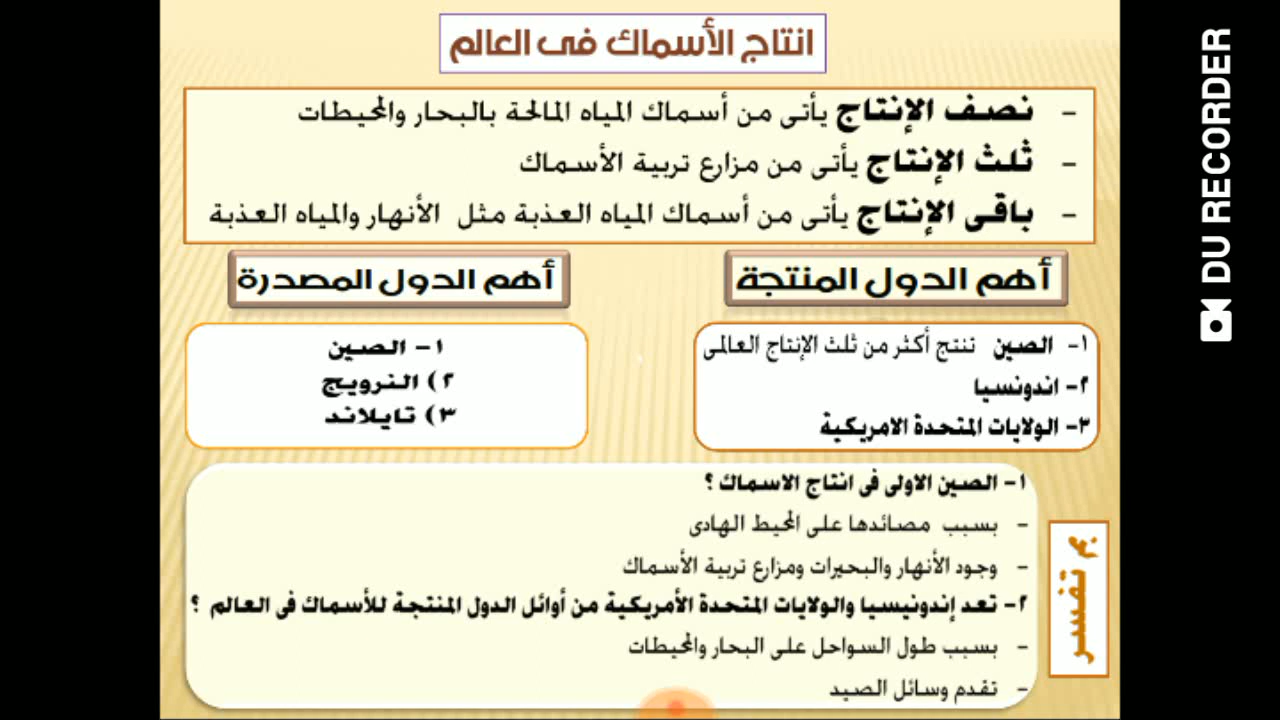 انتاج الأسماك فى العالم
- نصف الإنتاج يأتى من أسماك المياه المالحة بالبحار والمحيطات
- ثلث الإنتاج يأتى من مزارع تربية الأسماك
- باقى الإنتاج يأتى من أسماك المياه العذبة مثل الأنهار والمياه العذبة
أهم الدول المنتجة
١- الصين تنتج أكثر من ثلث الإنتاج العالمى
٢- اندونسيا
٣- الولايات المتحدة الامريكية
أهم الدول المصدرة
١- الصين
٢) النرويج
٣) تايلاند
بم تفسر
١- الصين الاولى فى انتاج الاسماك ؟
- بسبب مصائدها على المحيط الهادى
- وجود الأنهار والبحيرات ومزارع تربية الأسماك
٢- تعد إندونيسيا والولايات المتحدة الأمريكية من أوائل الدول المنتجة للأسماك فى العالم ؟
- بسبب طول السواحل على البحار والمحيطات
- تقدم وسائل الصيد
DU RECORDER